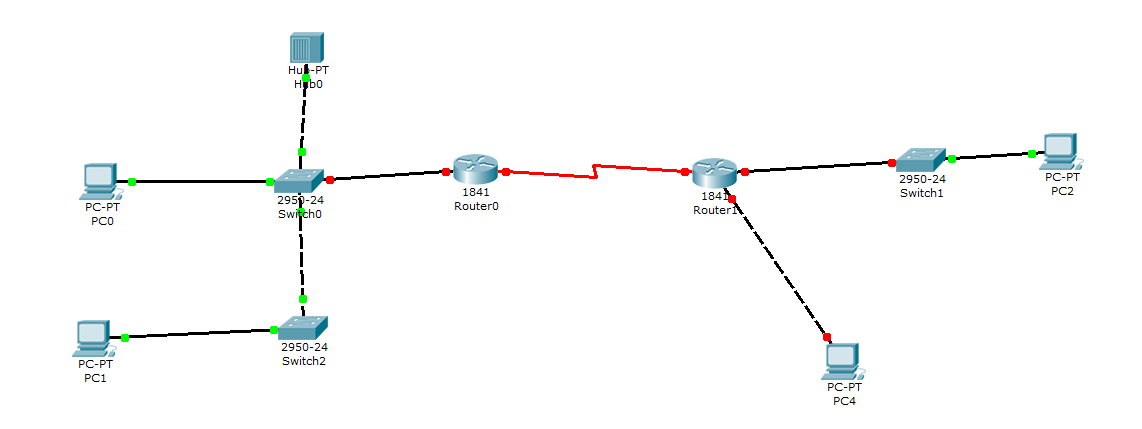 Hub-PT
Hub0
PC-PT
PC0
2950-24
Switch0
1841
Router0
1841
Router1
2950-24
Switch1
PC-PT
PC2
PC-PT
PC1
2950-24
Switch2
PC-PT
PC4